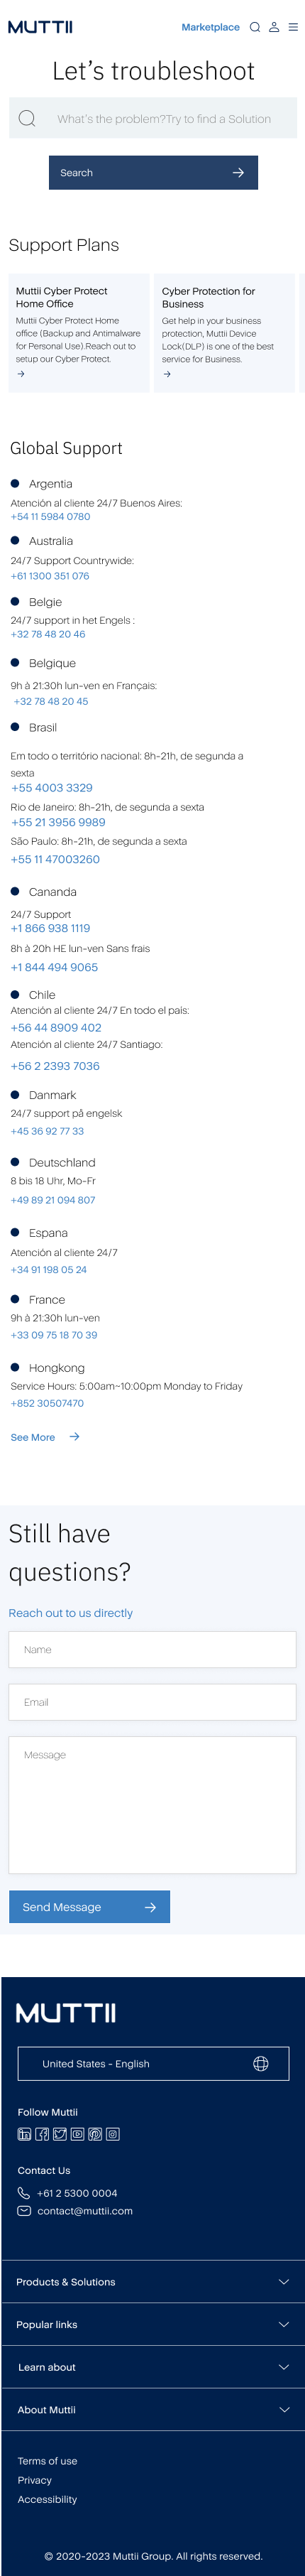 MUTTII
Marketplace
Let's troubleshoot
What's the problem?Try to find a Solution
Search
Support Plans
Muttii Cyber Protect
Home Office
Muttii Cyber Protect Home
office (Backup and Antimalware
for Personal Use).Reach out to
setup our Cyber Protect.
Cyber Protection for
Business
Get help in your business
protection, Muttii Device
Lock(DLP) is one of the best
service for Business.
Global Support
Argentia
Atención al cliente 24/7 Buenos Aires:
+54 11 5984 0780
Australia
24/7 Support Countrywide:
+61 1300 351 076
Belgie
24/7 support in het Engels :
+32 78 48 20 46
Belgique
9h à 21:30h lun-ven en Français:
+32 78 48 20 45
Brasil
Em todo o território nacional: 8h-21h, de segunda a
sexta
+55 4003 3329
Rio de Janeiro: 8h-21h, de segunda a sexta
+55 21 3956 9989
São Paulo: 8h-21h, de segunda a sexta
+55 11 47003260
Cananda
24/7 Support
+1 866 938 1119
8h à 20h HE lun-ven Sans frais
+1 844 494 9065
Chile
Atención al cliente 24/7 En todo el país:
+56 44 8909 402
Atención al cliente 24/7 Santiago:
+56 2 2393 7036
Danmark
24/7 support på engelsk
+45 36 92 77 33
Deutschland
8 bis 18 Uhr, Mo-Fr
+49 89 21 094 807
Espana
Atención al cliente 24/7
+34 91 198 05 24
France
9h à 21:30h lun-ven
+33 09 75 18 70 39
Hongkong
Service Hours: 5:00am~10:00pm Monday to Friday
+852 30507470
See More
Still have
questions?
Reach out to us directly
Name
Email
Message
Send Message
MUTTII
United States - English
Follow Muttii
Contact Us
+61 2 5300 0004
contact@muttii.com
Products & Solutions
Popular links
Learn about
About Muttii
Terms of use
Privacy
Accessibility
© 2020-2023 Muttii Group. All rights reserved.